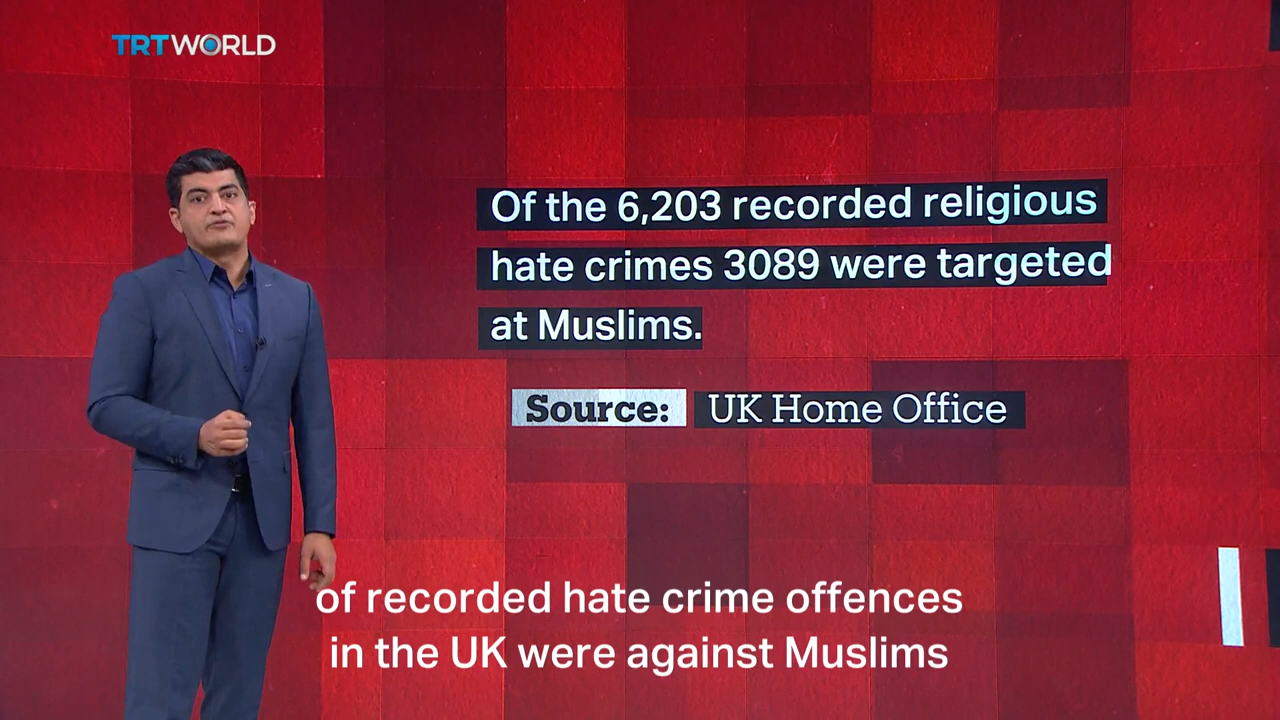 TRTWORLD
Of the 6,203 recorded religious
hate crimes 3089 were targeted
at Muslims.
Source: UK Home Office
of recorded hate crime offences
in the UK were against Muslims